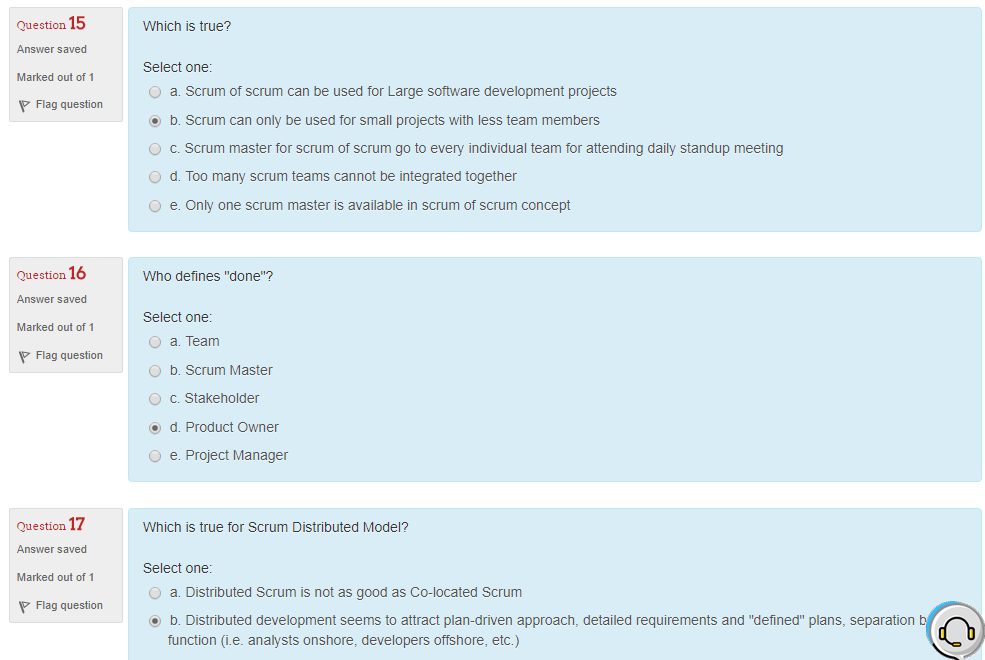 Question 15
Answer saved
Marked out of 1
Flag question
Which is true?
Select one:
a. Scrum of scrum can be used for Large software development projects
b. Scrum can only be used for small projects with less team members
c. Scrum master for scrum of scrum go to every individual team for attending daily standup meeting
d. Too many scrum teams cannot be integrated together
e. Only one scrum master is available in scrum of scrum concept
Question 16
Answer saved
Marked out of 1
Flag question
Who defines "done"?
Select one:
a. Team
b. Scrum Master
c. Stakeholder
d. Product Owner
e. Project Manager
Question 17
Answer saved
Marked out of 1
Flag question
Which is true for Scrum Distributed Model?
Select one:
a. Distributed Scrum is not as good as Co-located Scrum
b. Distributed development seems to attract plan-driven approach, detailed requirements and "defined" plans, separation
function (i.e. analysts onshore, developers offshore, etc.)